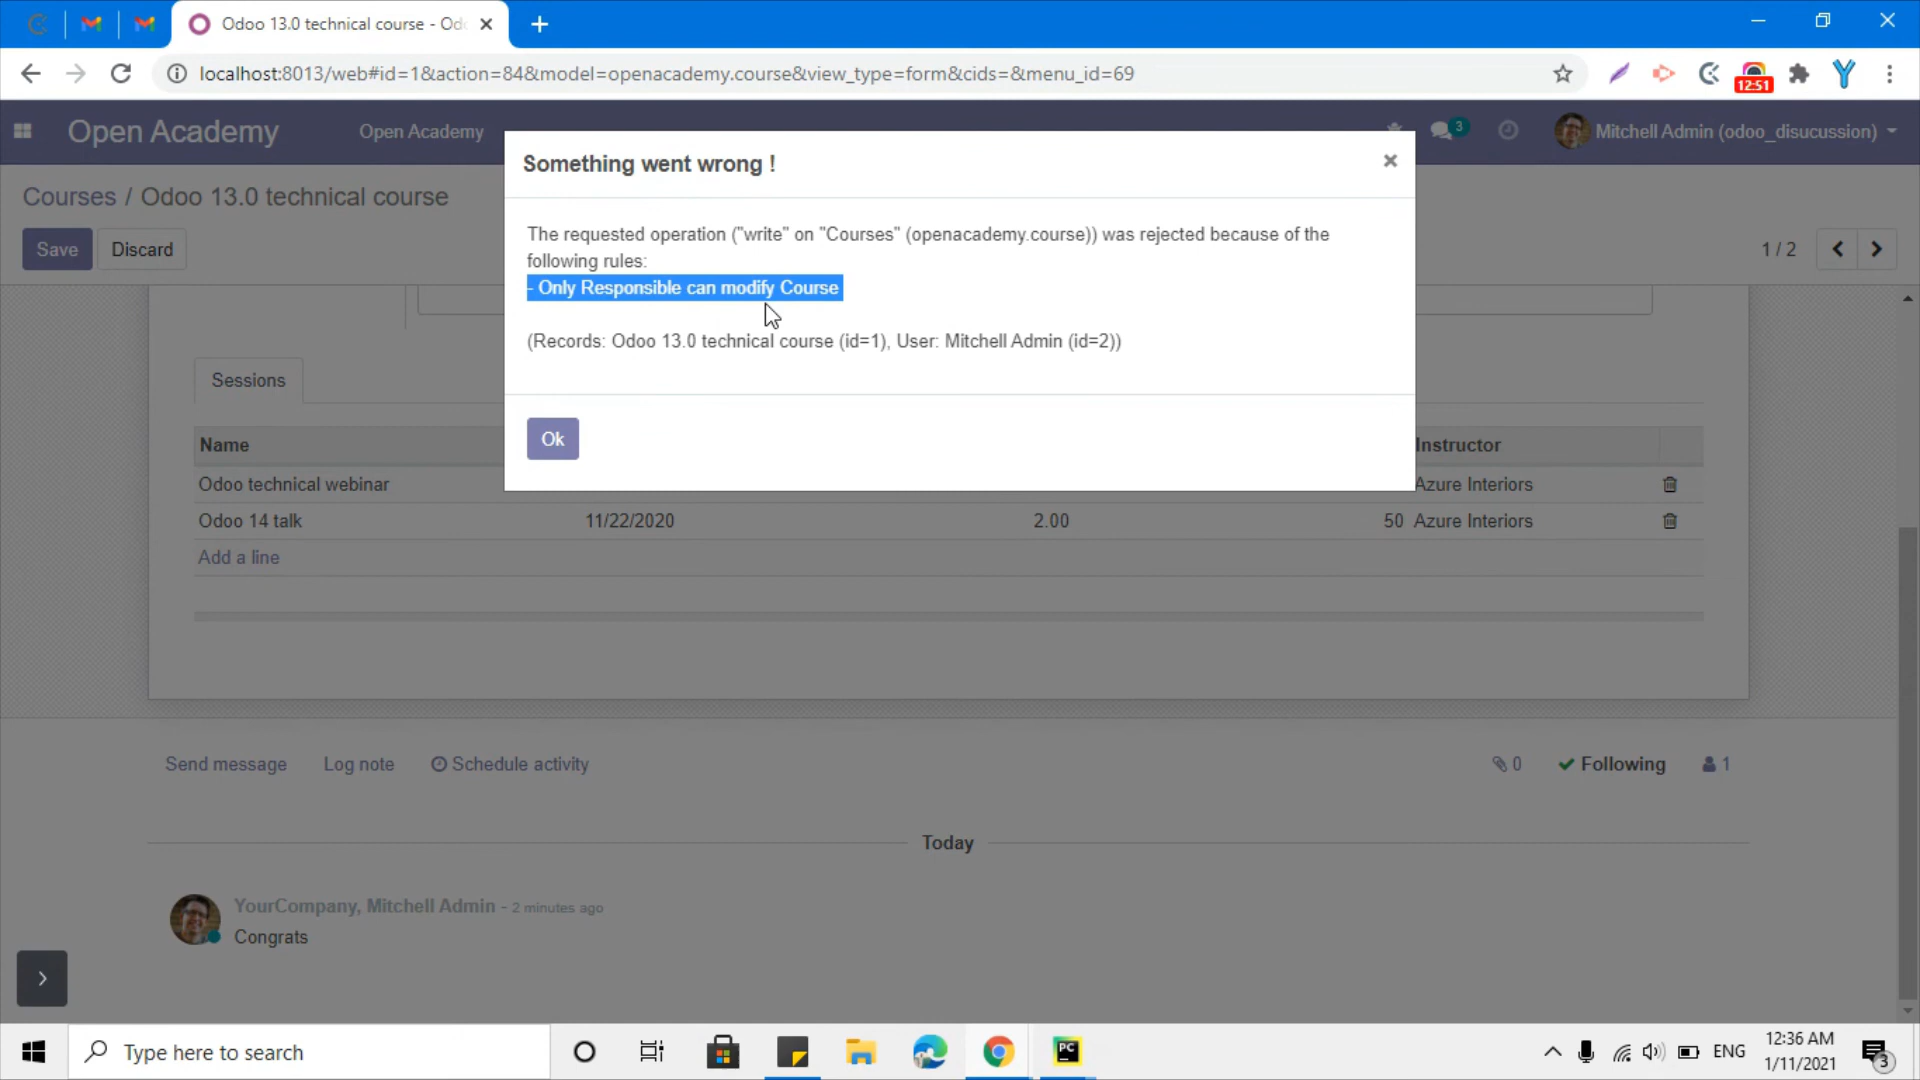 Odoo 13.0 technical course - Od
localhost:8013/web#id=1&action=84&model=openacademy.course&view_type=form&cids=&menu_id=69
12:51
Open Academy
Open Academy
3
Mitchell Admin (odoo_disucussion)
Courses / Odoo 13.0 technical course
Save
Discard
1 / 2
Something went wrong !
The requested operation ("write" on "Courses" (openacademy.course)) was rejected because of the
following rules:
- Only Responsible can modify Course
(Records: Odoo 13.0 technical course (id=1), User: Mitchell Admin (id=2))
Ok
Sessions
Name
Instructor
Odoo technical webinar
Azure Interiors
Odoo 14 talk
11/22/2020
2.00
50
Azure Interiors
Add a line
Send message
Log note
Schedule activity
0
Following
1
Today
YourCompany, Mitchell Admin - 2 minutes ago
Congrats
Type here to search
PC
ENG
12:36 AM
1/11/2021
3